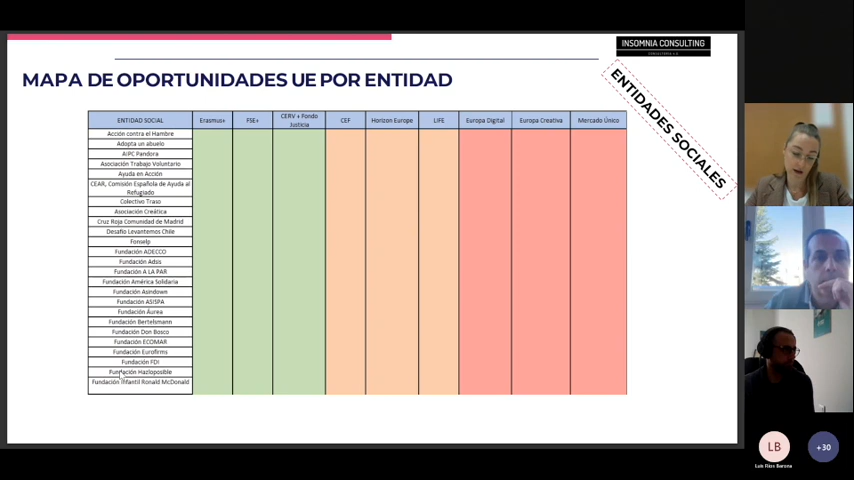 INSOMNIA CONSULTING
MAPA DE OPORTUNIDADES UE POR ENTIDAD
ENTIDADES SOCIALES
ENTIDAD SOCIAL Erasmus+ FSE+ CERV + Fondo Justicia CEF Horizon Europe LIFE Europa Digital Europa Creativa Mercado Único
Acción contra el Hambre
Adopta un abuelo
AIPC Pandora
Asociación Trabajo Voluntario
Ayuda en Acción
CEAR, Comisión Española de Ayuda al
Refugiado
Colectivo Traso
Asociación Creática
Cruz Roja Comunidad de Madrid
Desafío Levantemos Chile
Fonselp
Fundación ADECCO
Fundación Adsis
Fundación A LA PAR
Fundación América Solidaria
Fundación Asindown
Fundación ASISPA
Fundación Áurea
Fundación Bertelsmann
Fundación Don Bosco
Fundación ECOMAR
Fundación Eurofirms
Fundación FDI
Fundación Hazloposible
Fundación Infantil Ronald McDonald
LB
+30